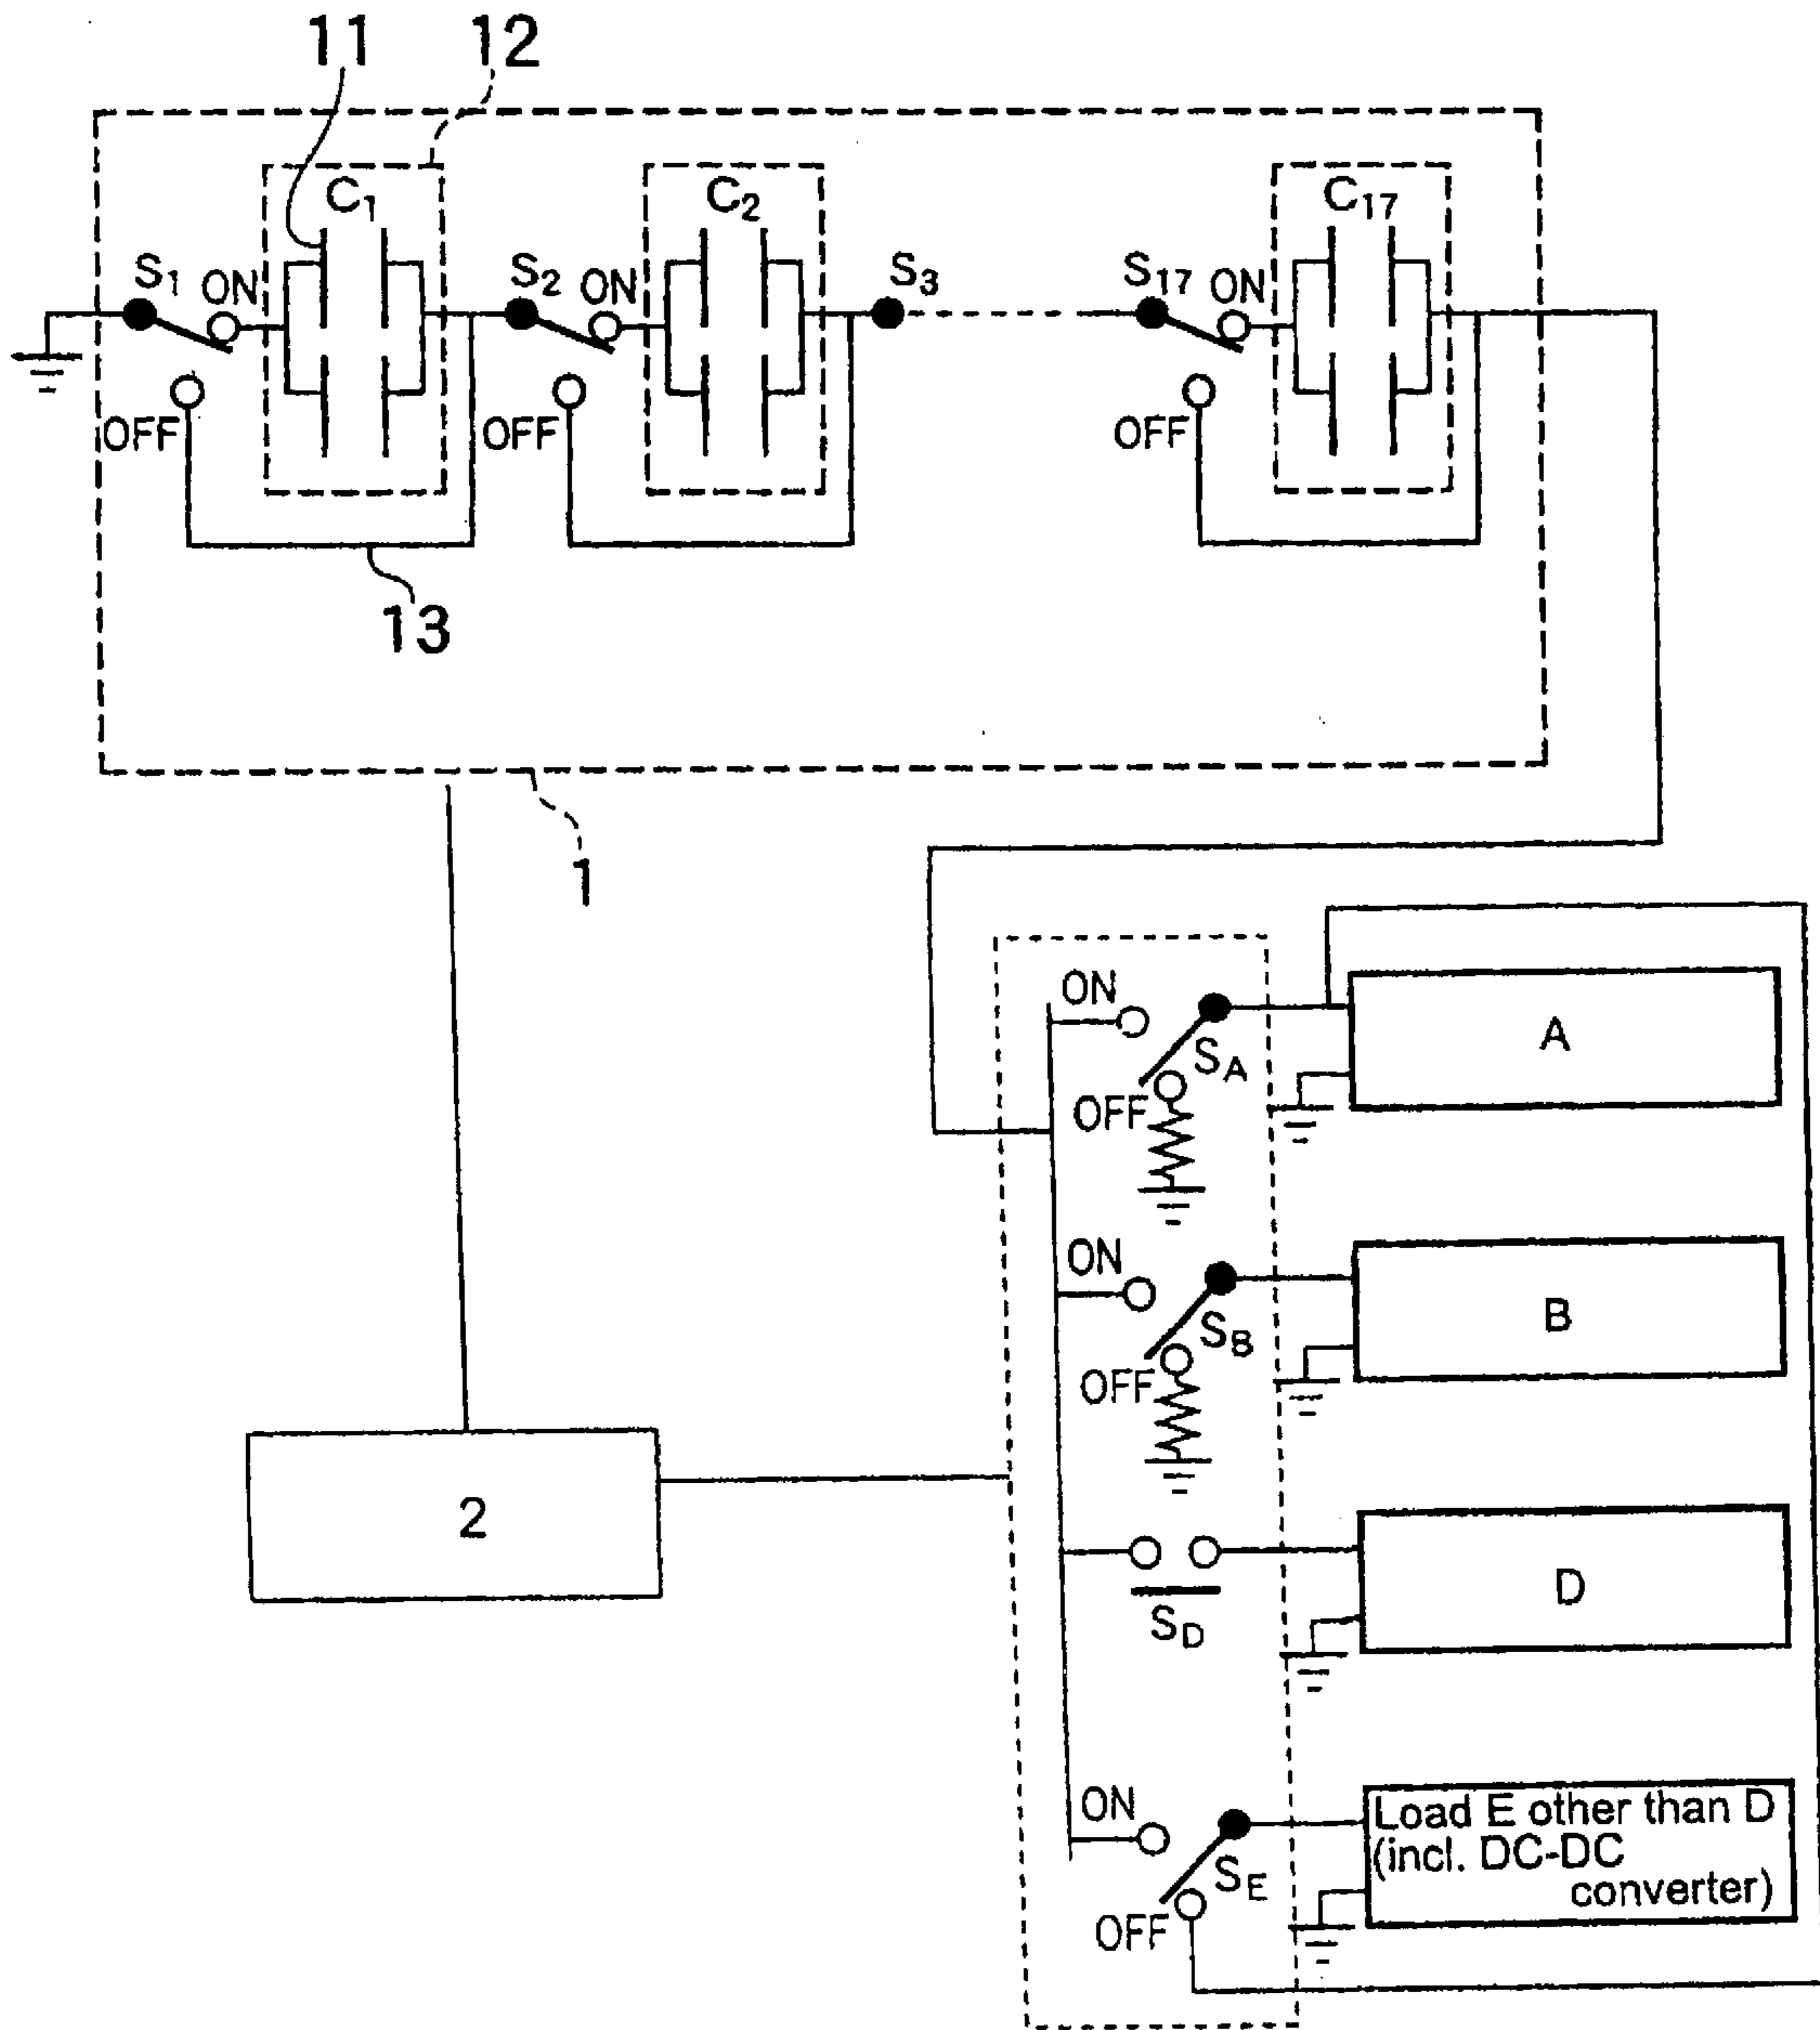 11 12
C1 C2 C17
S1 ON S2 ON S3 S17 ON
OFF OFF OFF
13
1
ON
A
SA
OFF
ON
B
SB
OFF
2
D
SD
ON
Load E other than D
(incl. DC-DC
converter)
SE
OFF